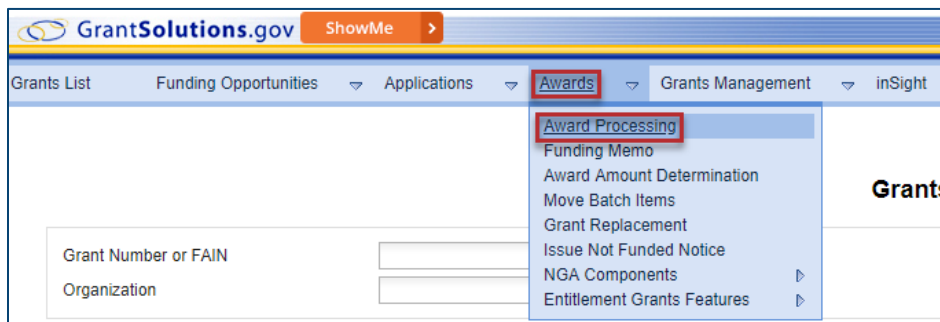 GrantSolutions.gov ShowMe >
Grants List Funding Opportunities Applications Awards Grants Management inSight
Award Processing
Funding Memo
Award Amount Determination
Move Batch Items
Grant Replacement
Issue Not Funded Notice
NGA Components
Entitlement Grants Features
Grants
Grant Number or FAIN
Organization